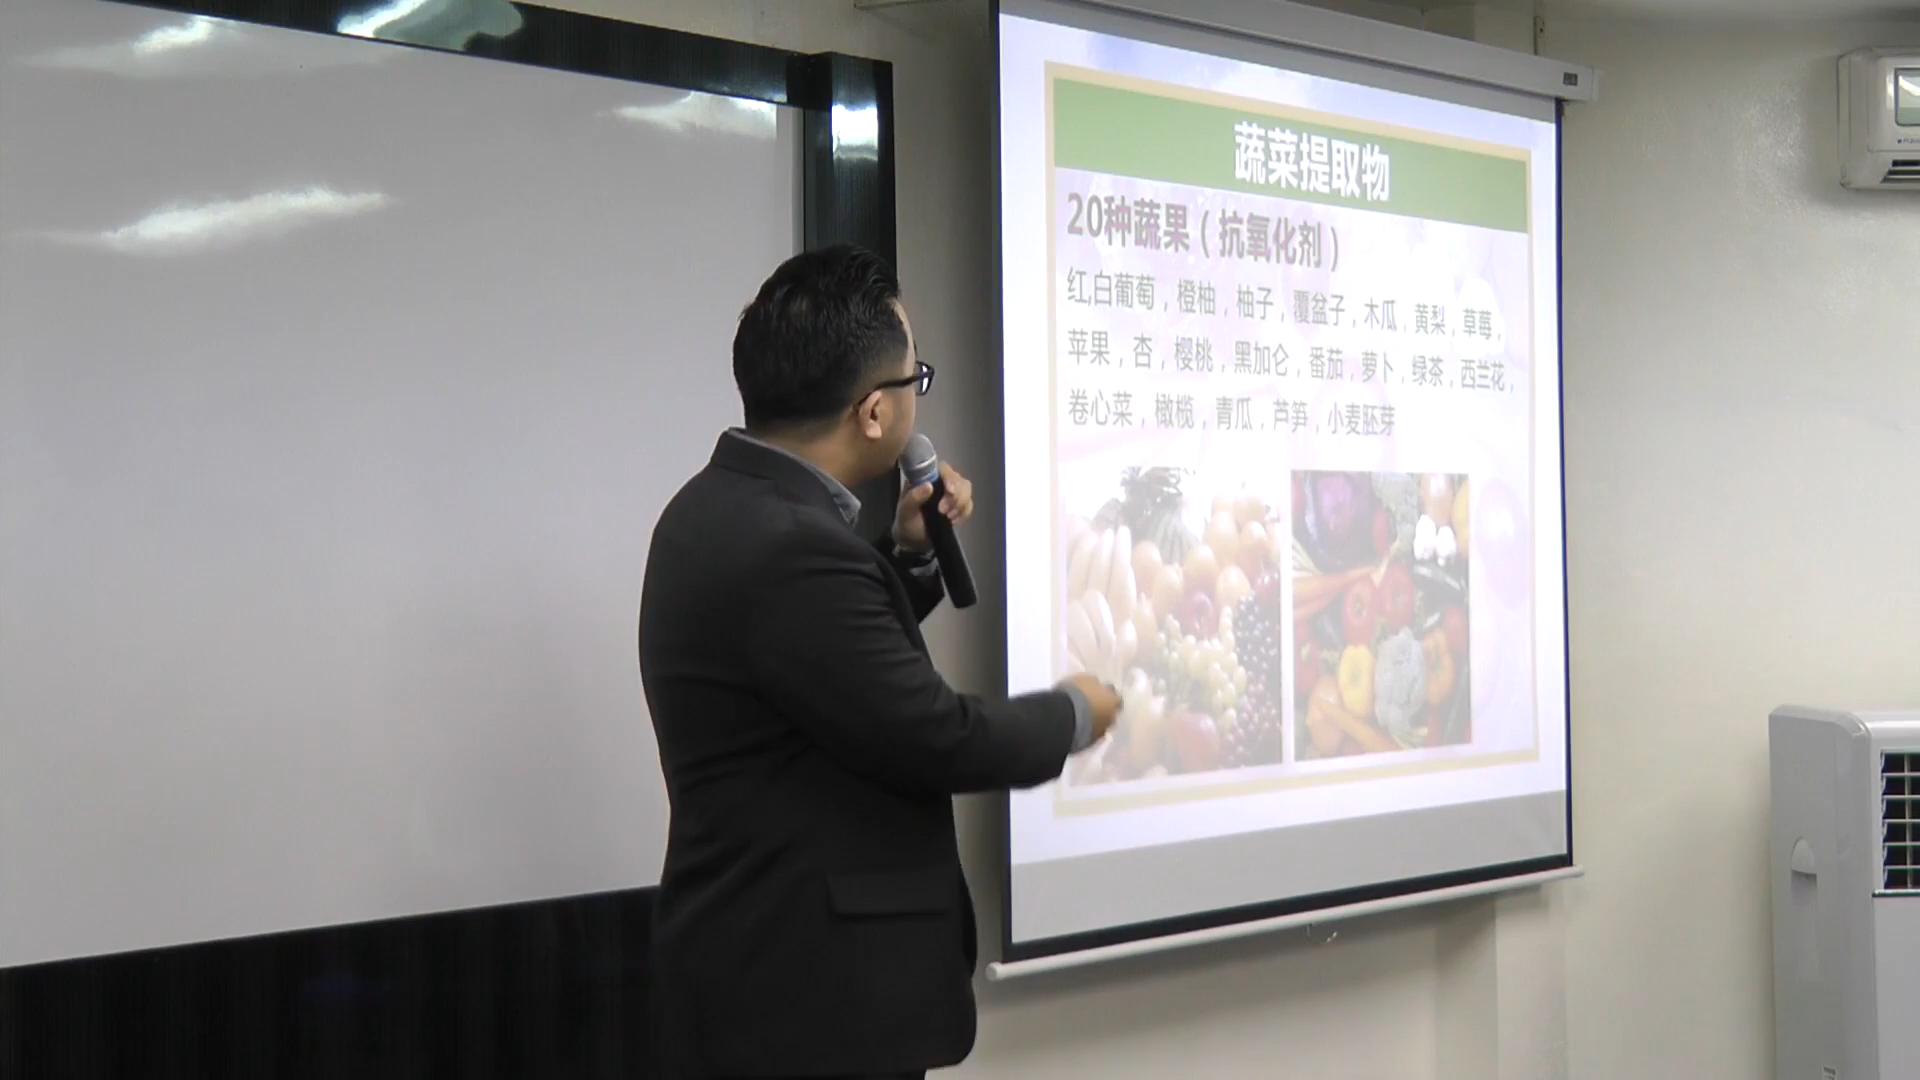 蔬菜提取物
20种蔬果（抗氧化剂）
红,白葡萄，橙柚，柚子，覆盆子，木瓜，黄梨，草莓，
苹果，杏，樱桃，黑加仑，番茄，萝卜，绿茶，西兰花，
卷心菜，橄榄，青瓜，芦笋，小麦胚芽